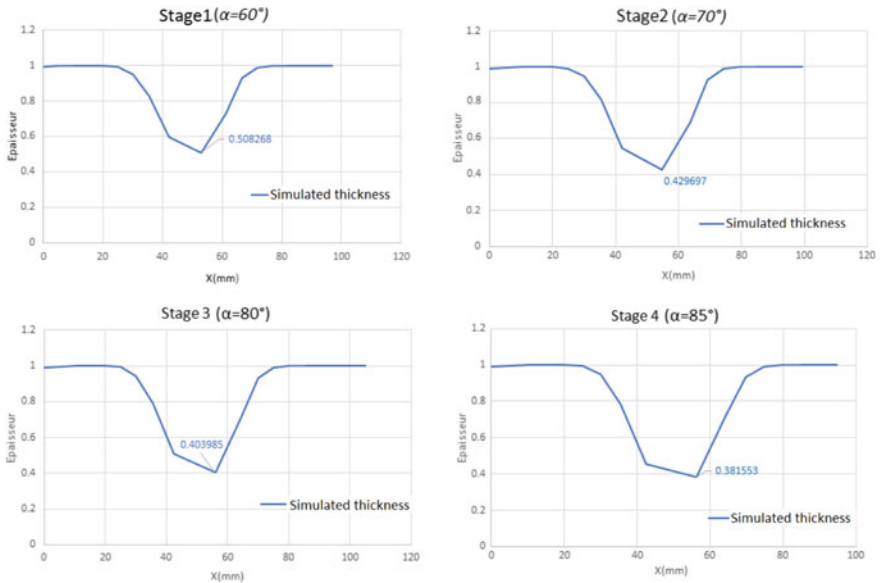 Stage1 (α=60°)
1.2
1
0.8
0.6
0.4
0.2
0
Epaisseur
0.508268
Simulated thickness
0 20 40 60 80 100 120
X(mm)
Stage2 (α=70°)
1.2
1
0.8
0.6
0.4
0.2
0
Epaisseur
0.429697
Simulated thickness
0 20 40 60 80 100 120
X(mm)
Stage 3 (α=80°)
1.2
1
0.8
0.6
0.4
0.2
0
Epaisseur
0.403985
Simulated thickness
0 20 40 60 80 100 120
X(mm)
Stage 4 (α=85°)
1.2
1
0.8
0.6
0.4
0.2
0
Epaisseur
0.381553
Simulated thickness
0 20 40 60 80 100
X(mm)